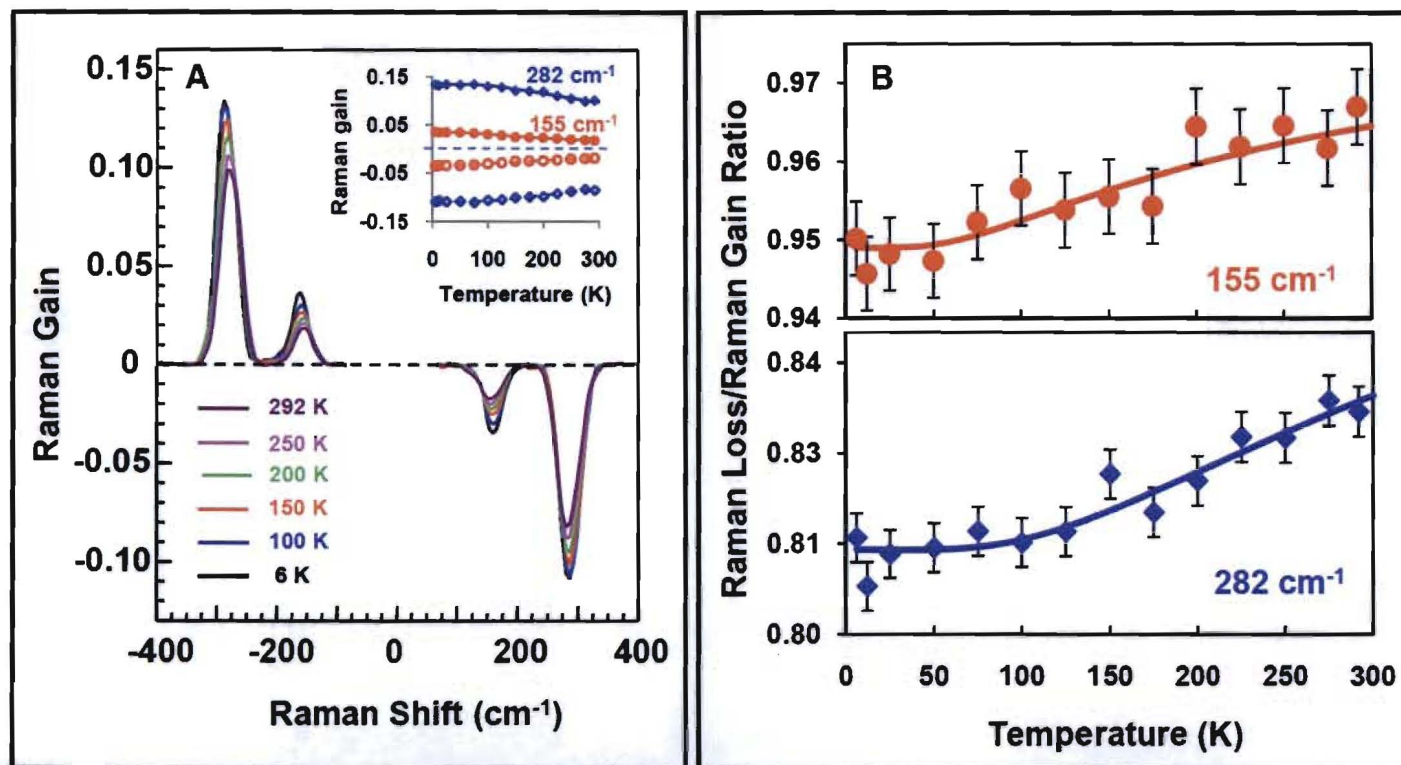 A
0.15
0.10
0.05
0
-0.05
-0.10
Raman Gain
-400
-200
0
200
400
Raman Shift (cm-1)
292 K
250 K
200 K
150 K
100 K
6 K
0.15
0.05
-0.05
-0.15
Raman gain
282 cm-1
155 cm-1
0
100
200
300
Temperature (K)
B
0.97
0.96
0.95
0.94
155 cm-1
0.84
0.83
0.81
0.80
282 cm-1
Raman Loss/Raman Gain Ratio
0
50
100
150
200
250
300
Temperature (K)